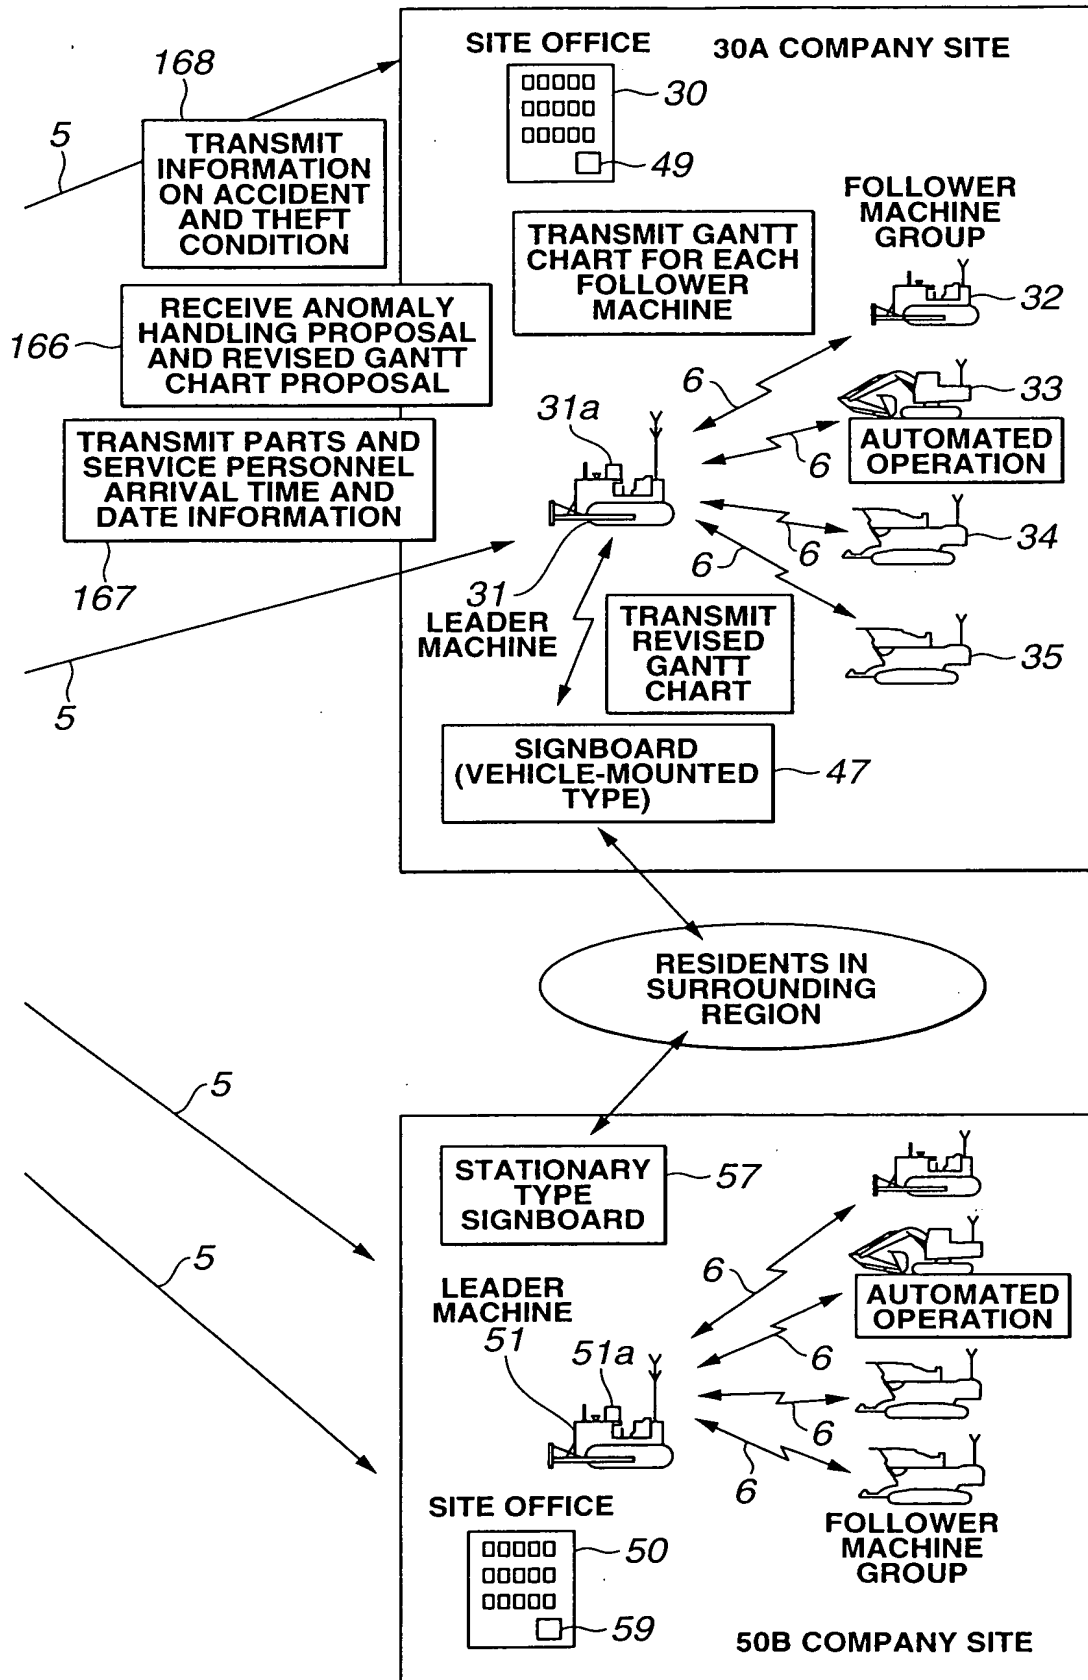 SITE OFFICE
30A COMPANY SITE
168
30
5
TRANSMIT
INFORMATION
ON ACCIDENT
AND THEFT
CONDITION
49
FOLLOWER
MACHINE
GROUP
TRANSMIT GANTT
CHART FOR EACH
FOLLOWER
MACHINE
32
166
RECEIVE ANOMALY
HANDLING PROPOSAL
AND REVISED GANTT
CHART PROPOSAL
6
33
31a
6
AUTOMATED
OPERATION
TRANSMIT PARTS AND
SERVICE PERSONNEL
ARRIVAL TIME AND
DATE INFORMATION
6
34
6
167
31
LEADER
MACHINE
TRANSMIT
REVISED
GANTT
CHART
35
5
SIGNBOARD
(VEHICLE-MOUNTED
TYPE)
47
RESIDENTS IN
SURROUNDING
REGION
5
STATIONARY
TYPE
SIGNBOARD
57
5
6
LEADER
MACHINE
AUTOMATED
OPERATION
51
51a
6
6
6
SITE OFFICE
50
FOLLOWER
MACHINE
GROUP
59
50B COMPANY SITE